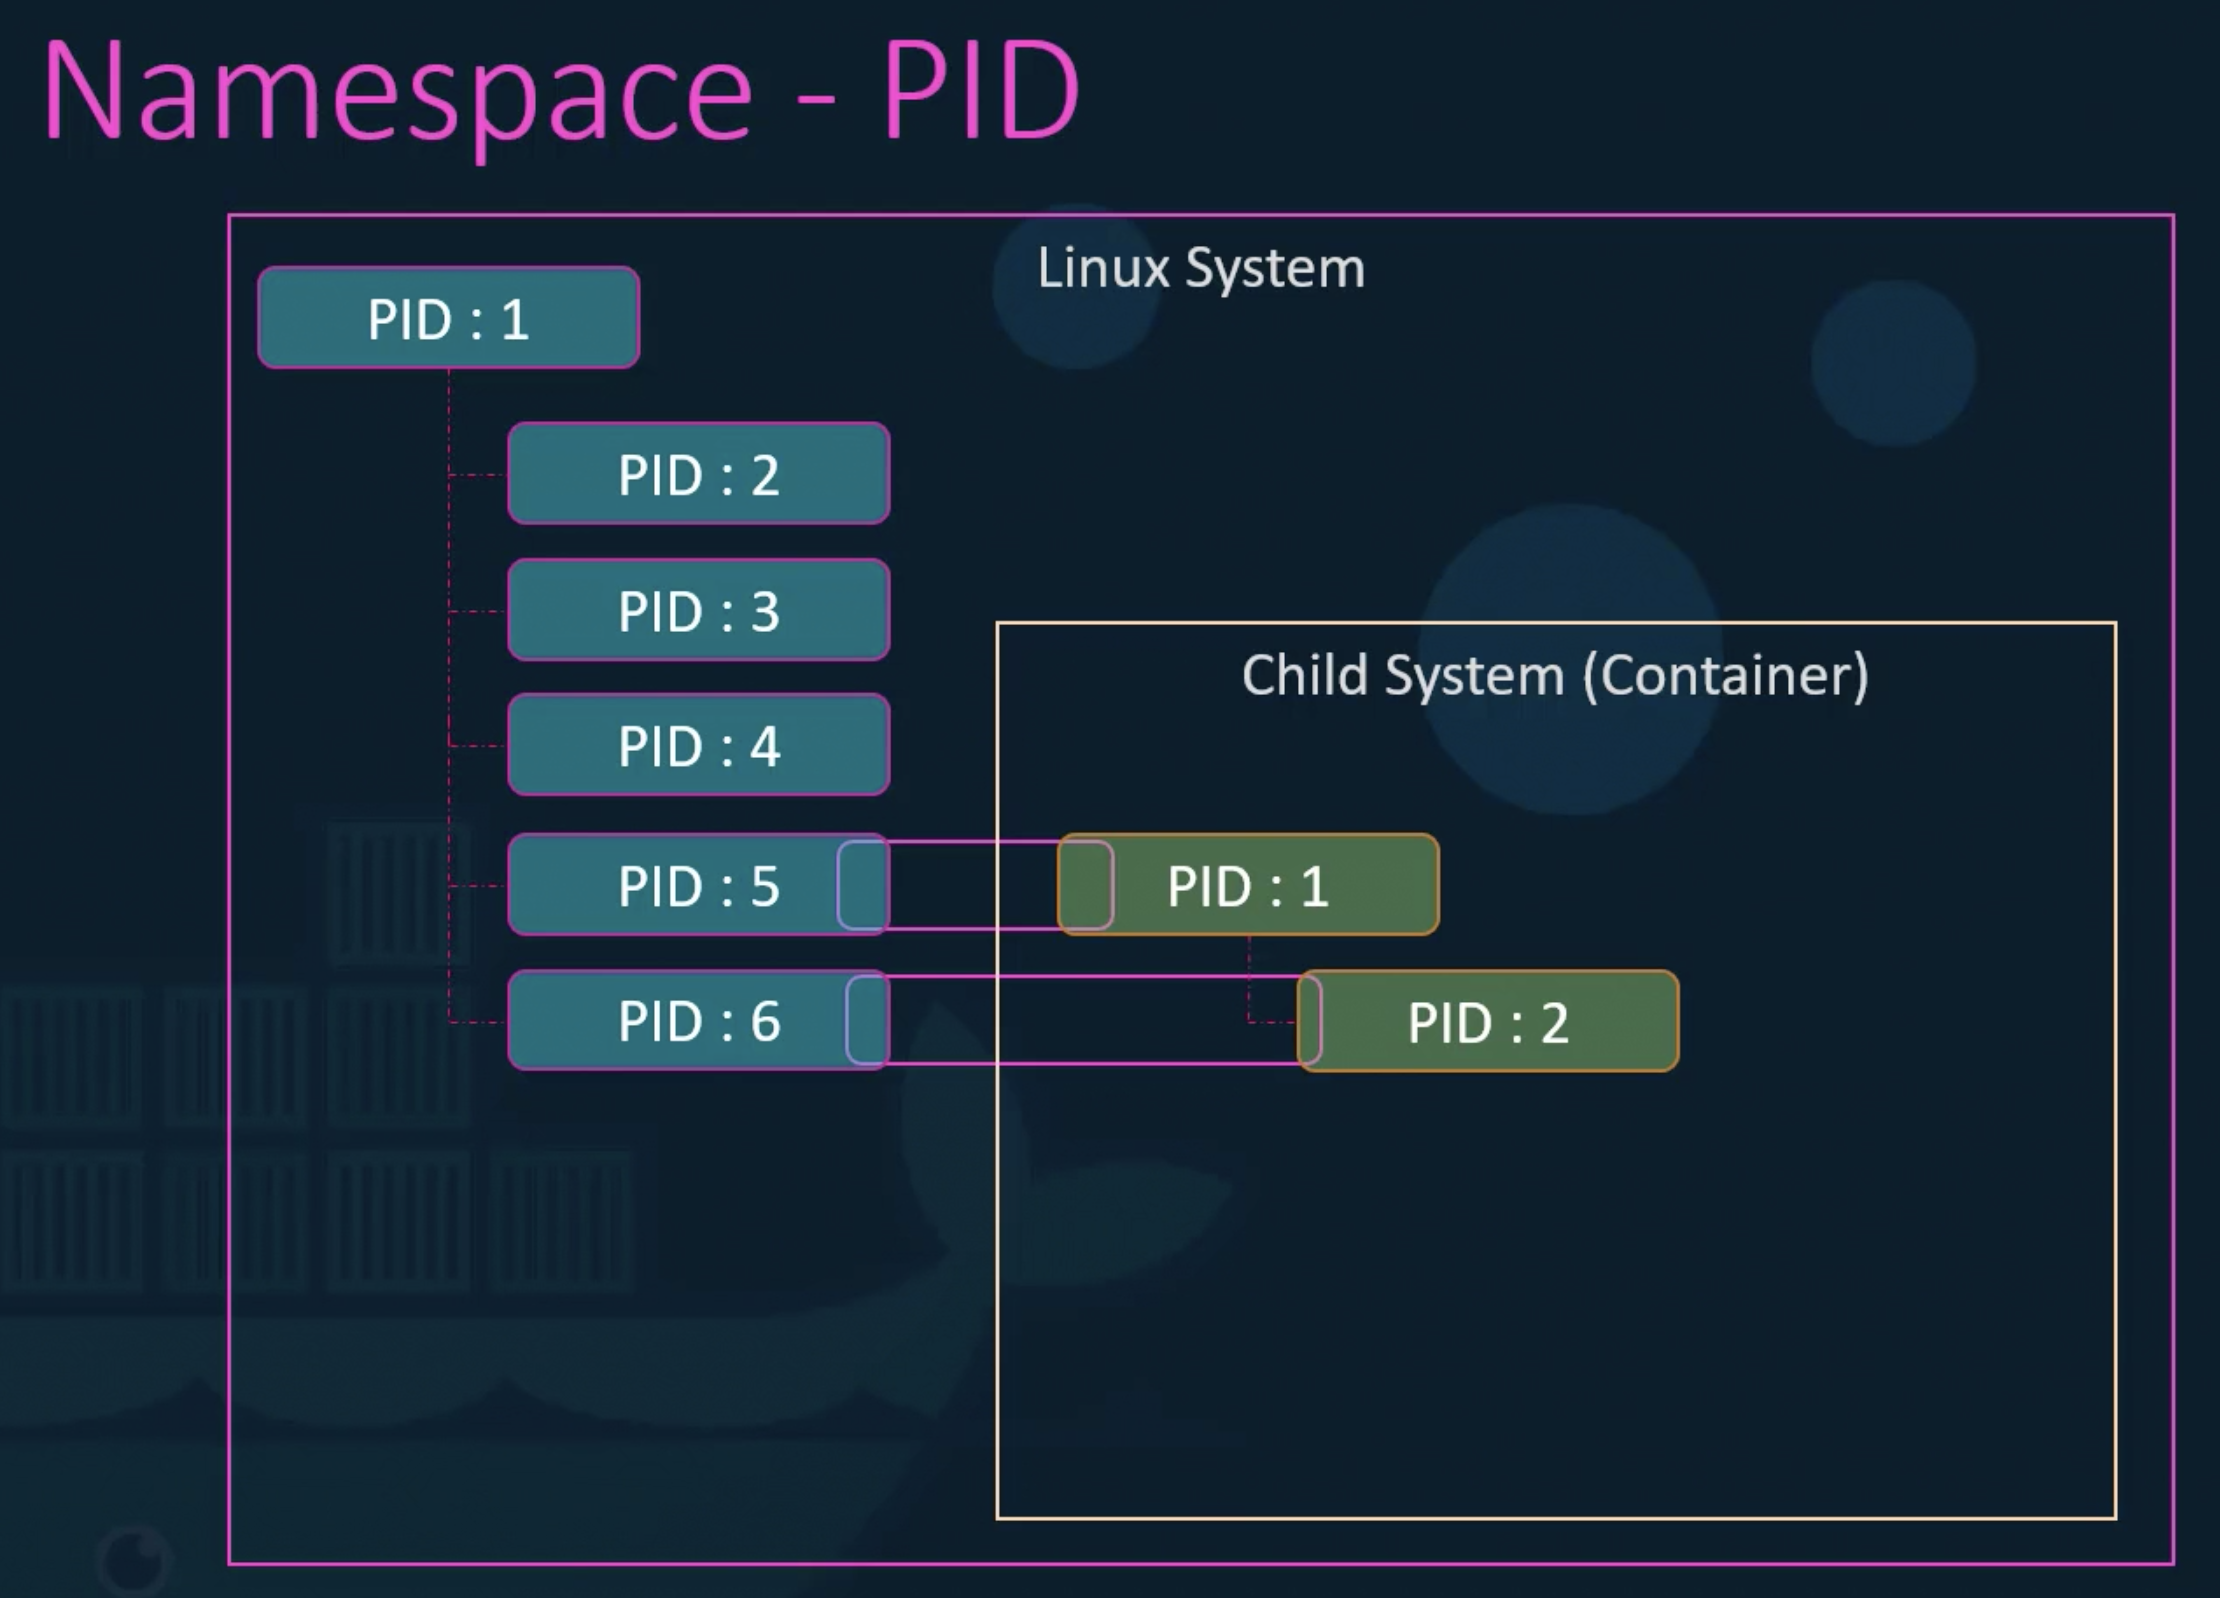 Namespace - PID
Linux System
PID : 1
PID : 2
PID : 3
Child System (Container)
PID : 4
PID : 5
PID : 1
PID : 6
PID : 2